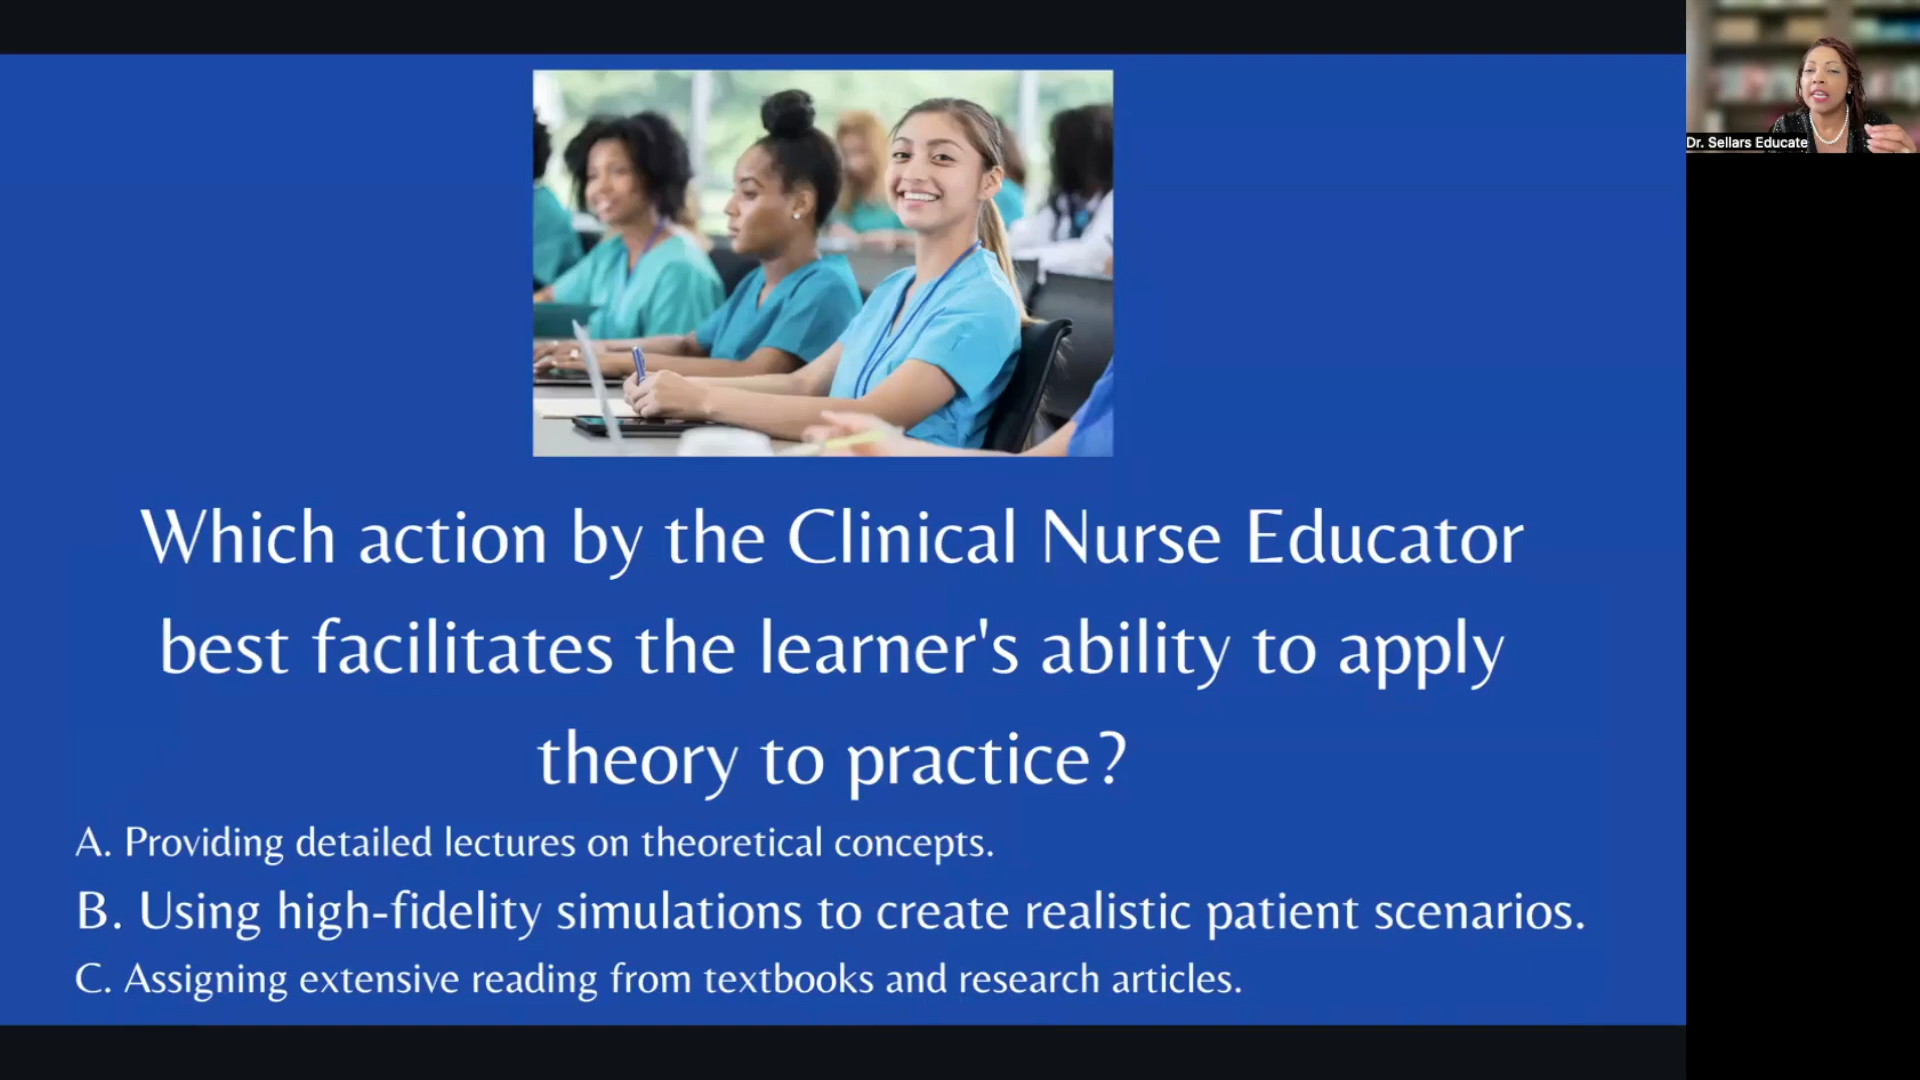 Dr. Sellars Educate
Which action by the Clinical Nurse Educator
best facilitates the learner's ability to apply
theory to practice?
A. Providing detailed lectures on theoretical concepts.
B. Using high-fidelity simulations to create realistic patient scenarios.
C. Assigning extensive reading from textbooks and research articles.